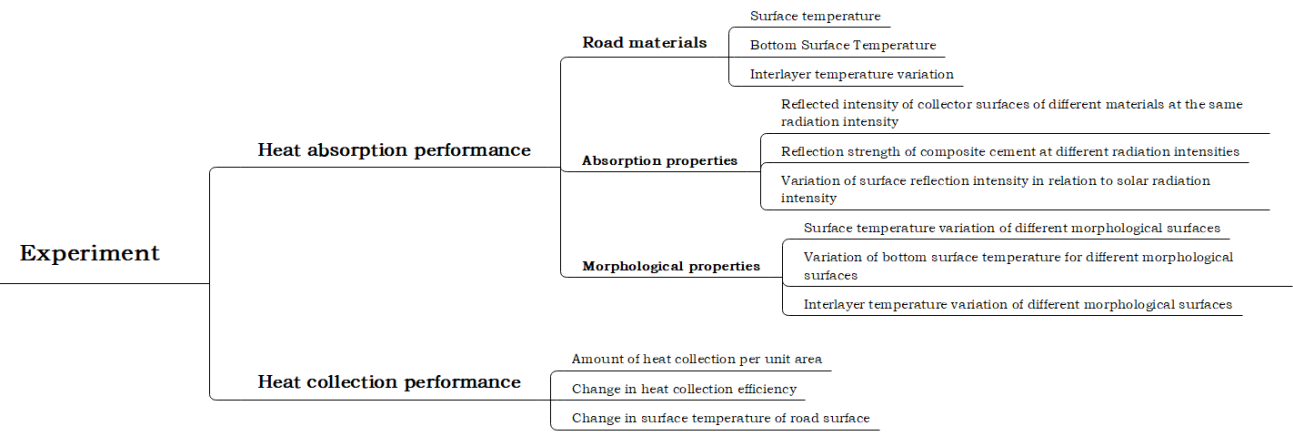 Experiment
Heat absorption performance
Road materials
Surface temperature
Bottom Surface Temperature
Interlayer temperature variation
Absorption properties
Reflected intensity of collector surfaces of different materials at the same
radiation intensity
Reflection strength of composite cement at different radiation intensities
Variation of surface reflection intensity in relation to solar radiation
intensity
Morphological properties
Surface temperature variation of different morphological surfaces
Variation of bottom surface temperature for different morphological
surfaces
Interlayer temperature variation of different morphological surfaces
Heat collection performance
Amount of heat collection per unit area
Change in heat collection efficiency
Change in surface temperature of road surface